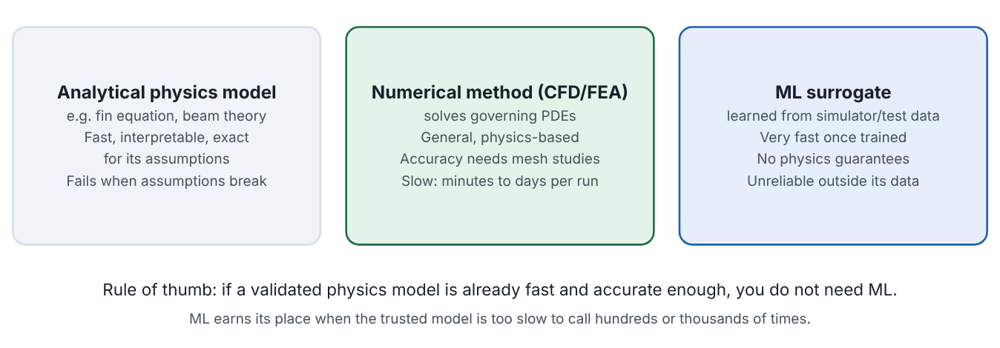 Analytical physics model
e.g. fin equation, beam theory
Fast, interpretable, exact
for its assumptions
Fails when assumptions break
Numerical method (CFD/FEA)
solves governing PDEs
General, physics-based
Accuracy needs mesh studies
Slow: minutes to days per run
ML surrogate
learned from simulator/test data
Very fast once trained
No physics guarantees
Unreliable outside its data
Rule of thumb: if a validated physics model is already fast and accurate enough, you do not need ML.
ML earns its place when the trusted model is too slow to call hundreds or thousands of times.